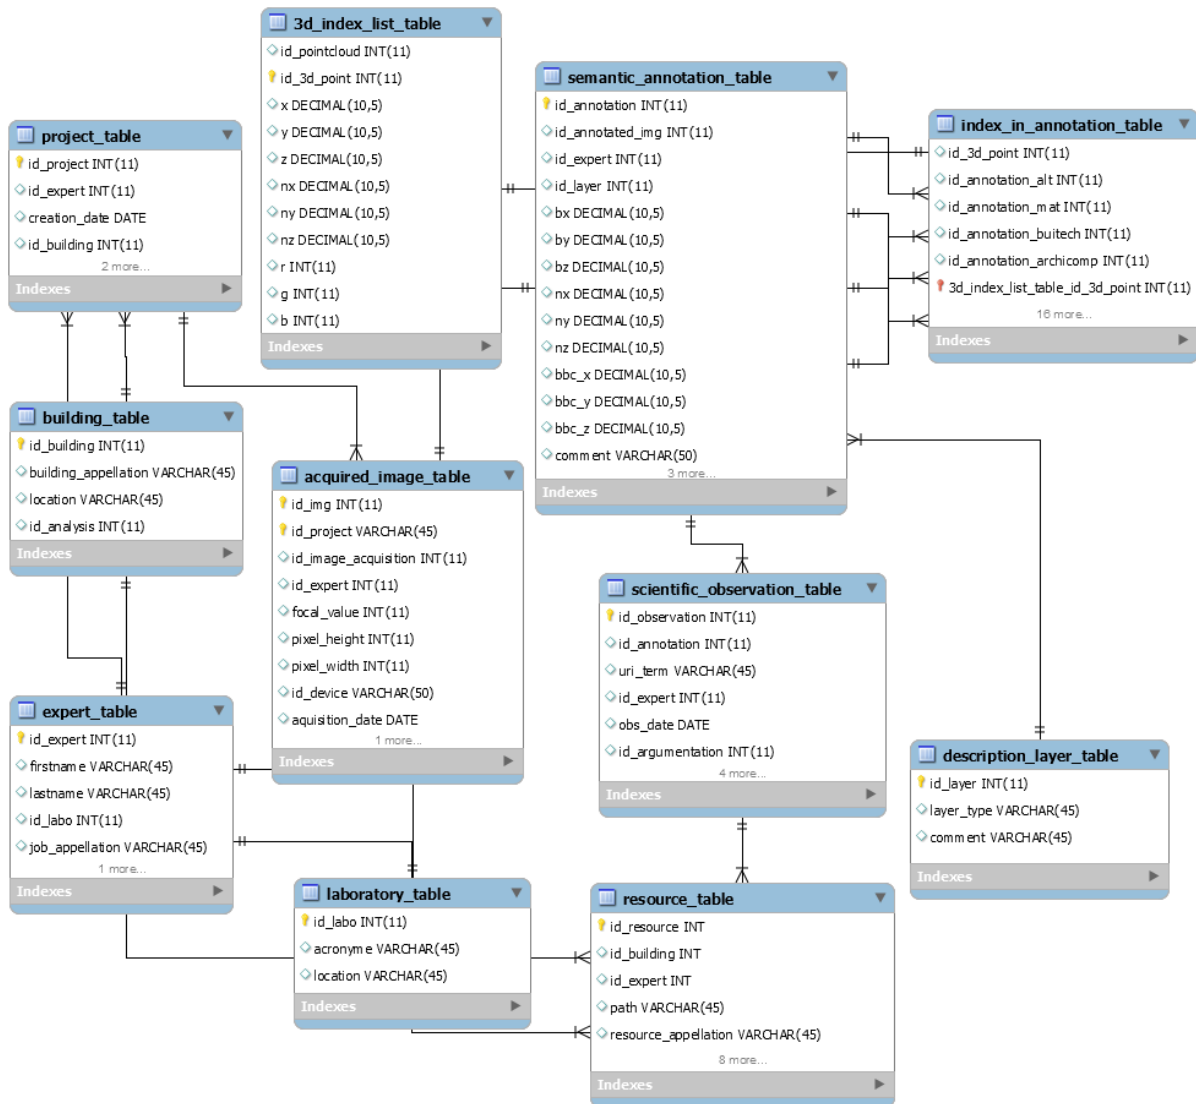 3d_index_list_table
id_pointcloud INT(11)
id_3d_point INT(11)
x DECIMAL(10,5)
y DECIMAL(10,5)
z DECIMAL(10,5)
nx DECIMAL(10,5)
ny DECIMAL(10,5)
nz DECIMAL(10,5)
r INT(11)
g INT(11)
b INT(11)
Indexes
semantic_annotation_table
id_annotation INT(11)
id_annotated_img INT(11)
id_expert INT(11)
id_layer INT(11)
bx DECIMAL(10,5)
by DECIMAL(10,5)
bz DECIMAL(10,5)
nx DECIMAL(10,5)
ny DECIMAL(10,5)
nz DECIMAL(10,5)
bbc_x DECIMAL(10,5)
bbc_y DECIMAL(10,5)
bbc_z DECIMAL(10,5)
comment VARCHAR(50)
3 more...
Indexes
index_in_annotation_table
id_3d_point INT(11)
id_annotation_alt INT(11)
id_annotation_mat INT(11)
id_annotation_buitech INT(11)
id_annotation_archicomp INT(11)
3d_index_list_table_id_3d_point INT(11)
16 more...
Indexes
project_table
id_project INT(11)
id_expert INT(11)
creation_date DATE
id_building INT(11)
2 more...
Indexes
building_table
id_building INT(11)
building_appellation VARCHAR(45)
location VARCHAR(45)
id_analysis INT(11)
Indexes
acquired_image_table
id_img INT(11)
id_project VARCHAR(45)
id_image_acquisition INT(11)
id_expert INT(11)
focal_value INT(11)
pixel_height INT(11)
pixel_width INT(11)
id_device VARCHAR(50)
aquisition_date DATE
1 more...
Indexes
scientific_observation_table
id_observation INT(11)
id_annotation INT(11)
uri_term VARCHAR(45)
id_expert INT(11)
obs_date DATE
id_argumentation INT(11)
4 more...
Indexes
expert_table
id_expert INT(11)
firstname VARCHAR(45)
lastname VARCHAR(45)
id_labo INT(11)
job_appellation VARCHAR(45)
1 more...
Indexes
description_layer_table
id_layer INT(11)
layer_type VARCHAR(45)
comment VARCHAR(45)
Indexes
laboratory_table
id_labo INT(11)
acronyme VARCHAR(45)
location VARCHAR(45)
Indexes
resource_table
id_resource INT
id_building INT
id_expert INT
path VARCHAR(45)
resource_appellation VARCHAR(45)
8 more...
Indexes